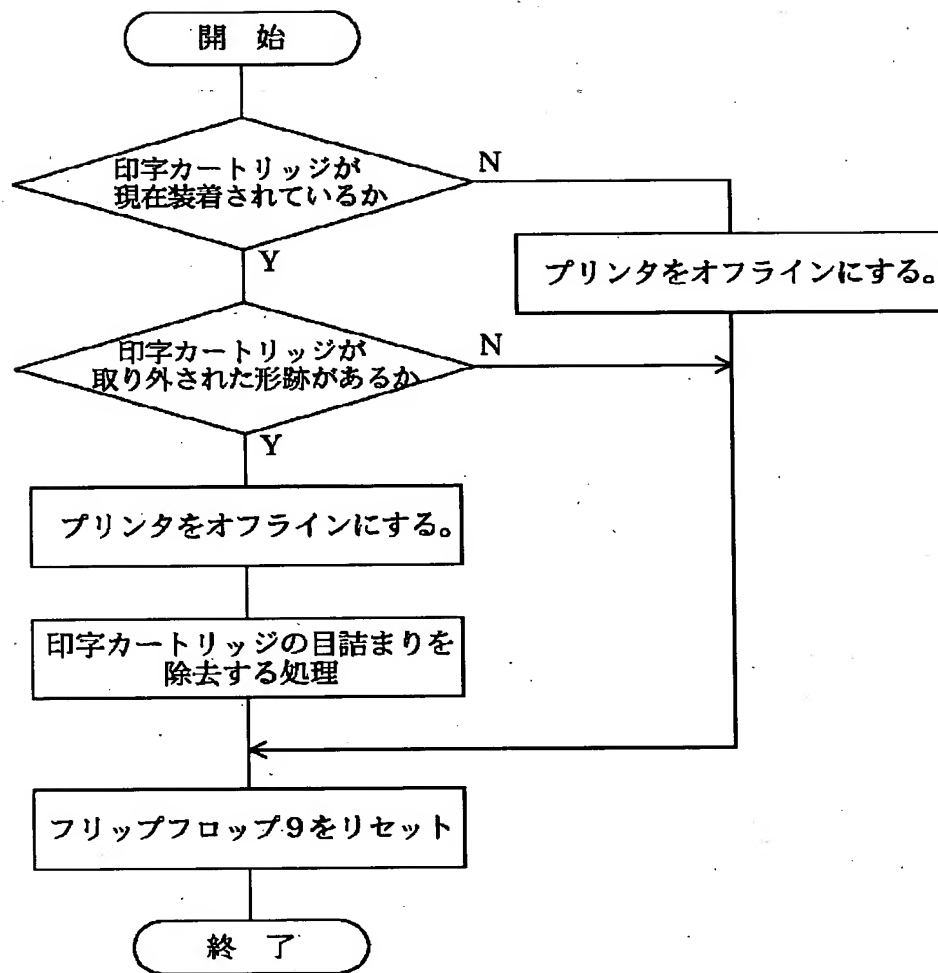 開 始
印字カートリッジが
現在装着されているか
N
Y
プリンタをオフラインにする。
印字カートリッジが
取り外された形跡があるか
N
Y
プリンタをオフラインにする。
印字カートリッジの目詰まりを
除去する処理
フリップフロップ9をリセット
終 了